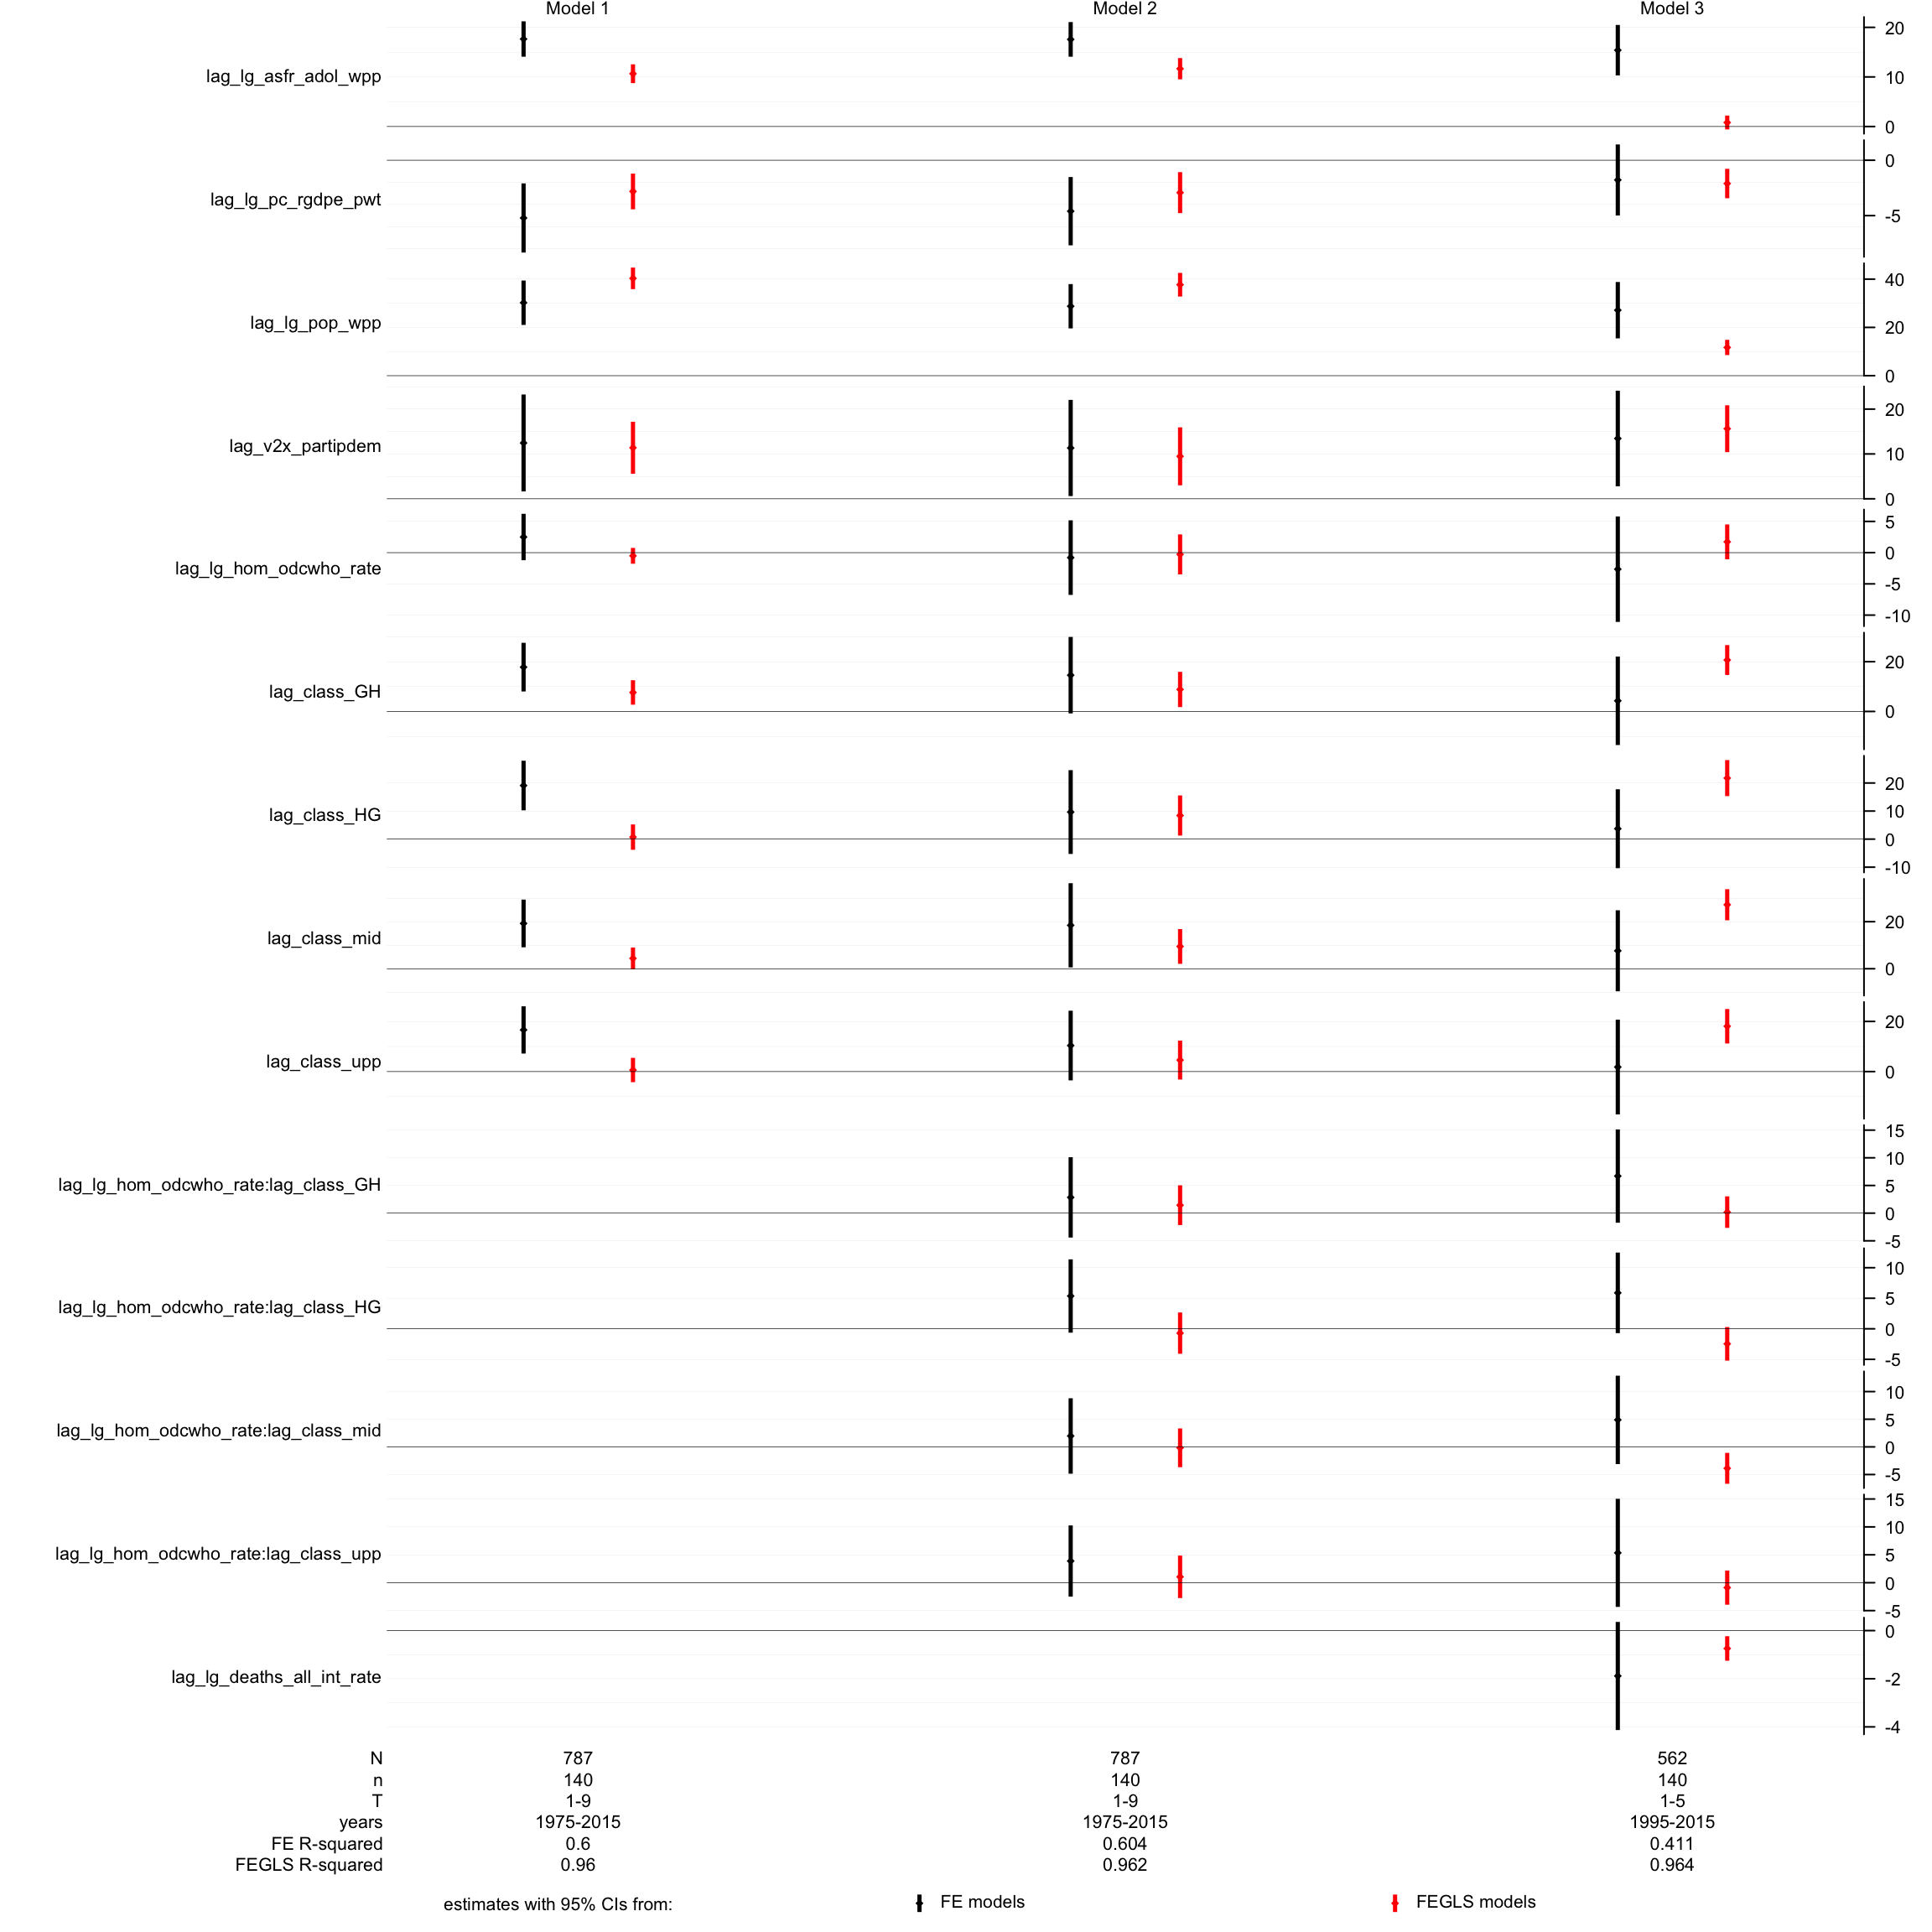 Model 1 Model 2 Model 3
lag_lg_asfr_adol_wpp
20
10
0
lag_lg_pc_rgdpe_pwt
0
-5
lag_lg_pop_wpp
40
20
0
lag_v2x_partipdem
20
10
0
lag_lg_hom_odcwho_rate
5
0
-5
-10
lag_class_GH
20
0
lag_class_HG
20
10
0
-10
lag_class_mid
20
0
lag_class_upp
20
0
lag_lg_hom_odcwho_rate:lag_class_GH
15
10
5
0
-5
lag_lg_hom_odcwho_rate:lag_class_HG
10
5
0
-5
lag_lg_hom_odcwho_rate:lag_class_mid
10
5
0
-5
lag_lg_hom_odcwho_rate:lag_class_upp
15
10
5
0
-5
lag_lg_deaths_all_int_rate
0
-2
-4
N 787 787 562
n 140 140 140
T 1-9 1-9 1-5
years 1975-2015 1975-2015 1995-2015
FE R-squared 0.6 0.604 0.411
FEGLS R-squared 0.96 0.962 0.964
estimates with 95% CIs from: FE models FEGLS models